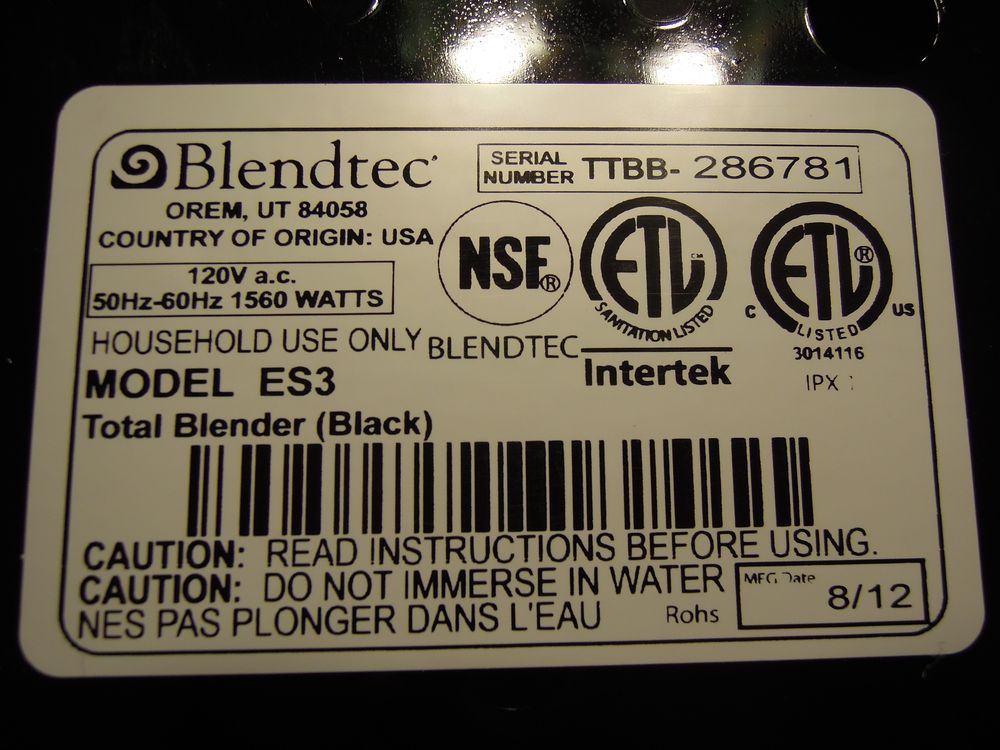 Blendtec
OREM, UT 84058
COUNTRY OF ORIGIN: USA
SERIAL NUMBER TTBB- 286781
120V a.c.
50Hz-60Hz 1560 WATTS
HOUSEHOLD USE ONLY
NSF®
BLENDTEC
ETL
SANITATION LISTED
Intertek
ETL®
C US
LISTED
3014116
IPX
MODEL ES3
Total Blender (Black)
CAUTION: READ INSTRUCTIONS BEFORE USING.
CAUTION: DO NOT IMMERSE IN WATER
NES PAS PLONGER DANS L'EAU
Rohs
MFG Date
8/12